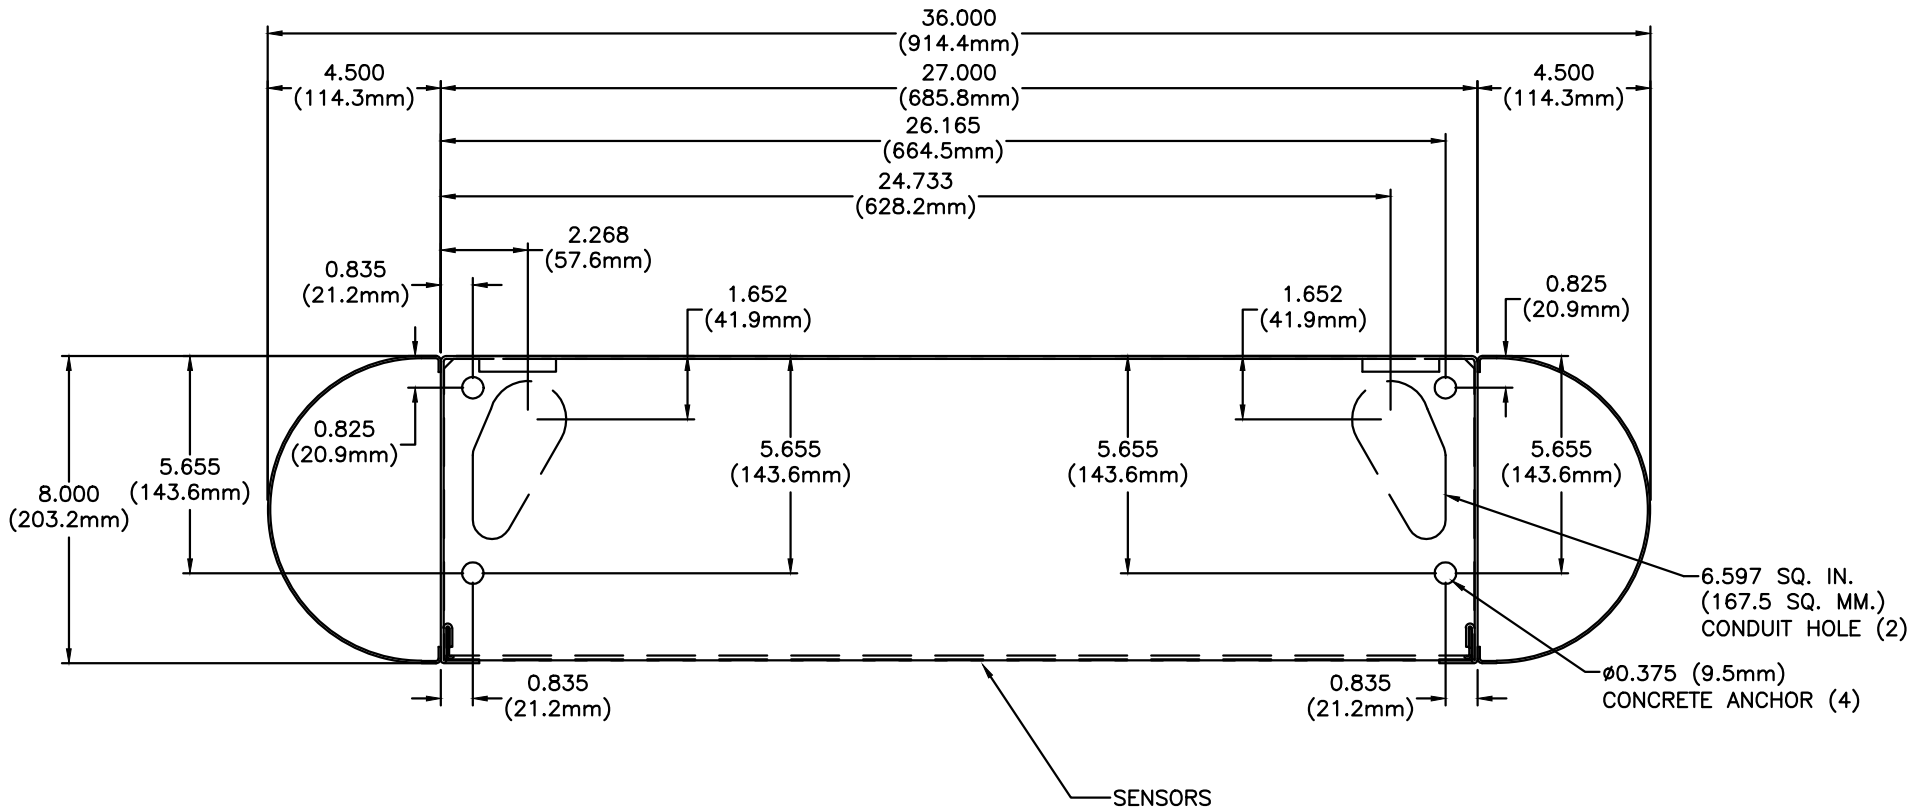 36.000
(914.4mm)
4.500
(114.3mm)
27.000
(685.8mm)
4.500
(114.3mm)
26.165
(664.5mm)
24.733
(628.2mm)
2.268
(57.6mm)
0.835
(21.2mm)
1.652
(41.9mm)
1.652
(41.9mm)
0.825
(20.9mm)
0.825
(20.9mm)
5.655
(143.6mm)
8.000
(203.2mm)
5.655
(143.6mm)
5.655
(143.6mm)
5.655
(143.6mm)
6.597 SQ. IN.
(167.5 SQ. MM.)
CONDUIT HOLE (2)
ø0.375 (9.5mm)
CONCRETE ANCHOR (4)
0.835
(21.2mm)
0.835
(21.2mm)
SENSORS